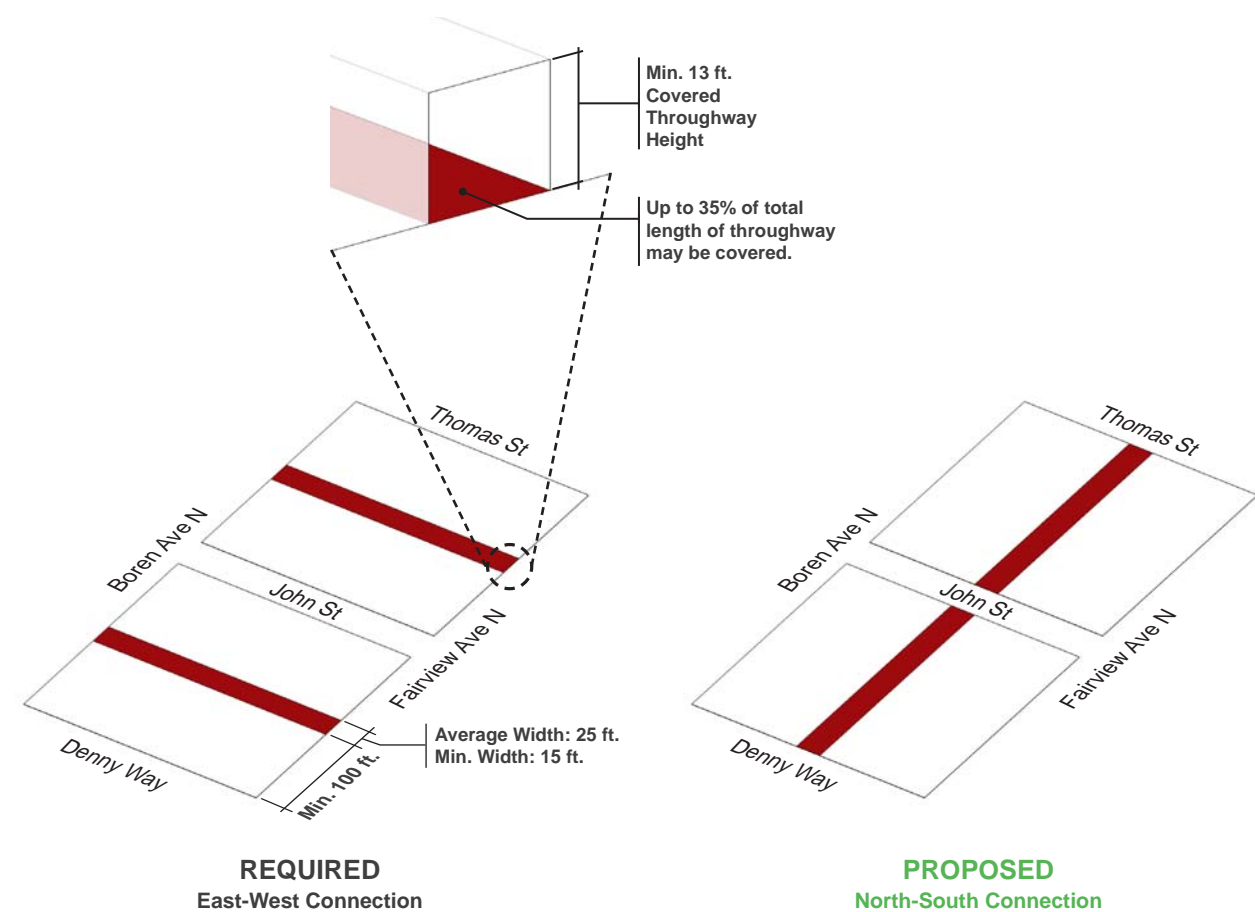 Min. 13 ft.
Covered
Throughway
Height
Up to 35% of total
length of throughway
may be covered.
Thomas St
Boren Ave N
John St
Fairview Ave N
Denny Way
Average Width: 25 ft.
Min. Width: 15 ft.
Min. 100 ft.
REQUIRED
East-West Connection
Thomas St
Boren Ave N
John St
Fairview Ave N
Denny Way
PROPOSED
North-South Connection